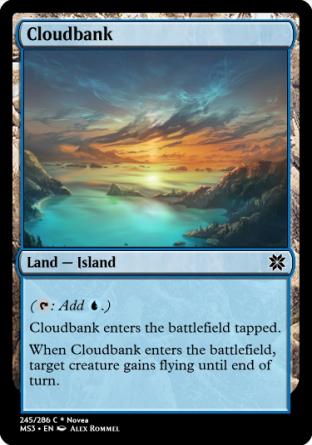 Cloudbank
Land — Island
(: Add .)
Cloudbank enters the battlefield tapped.
When Cloudbank enters the battlefield,
target creature gains flying until end
of turn.
245/286 C * Novea
MS3 • EN Alex Rommel